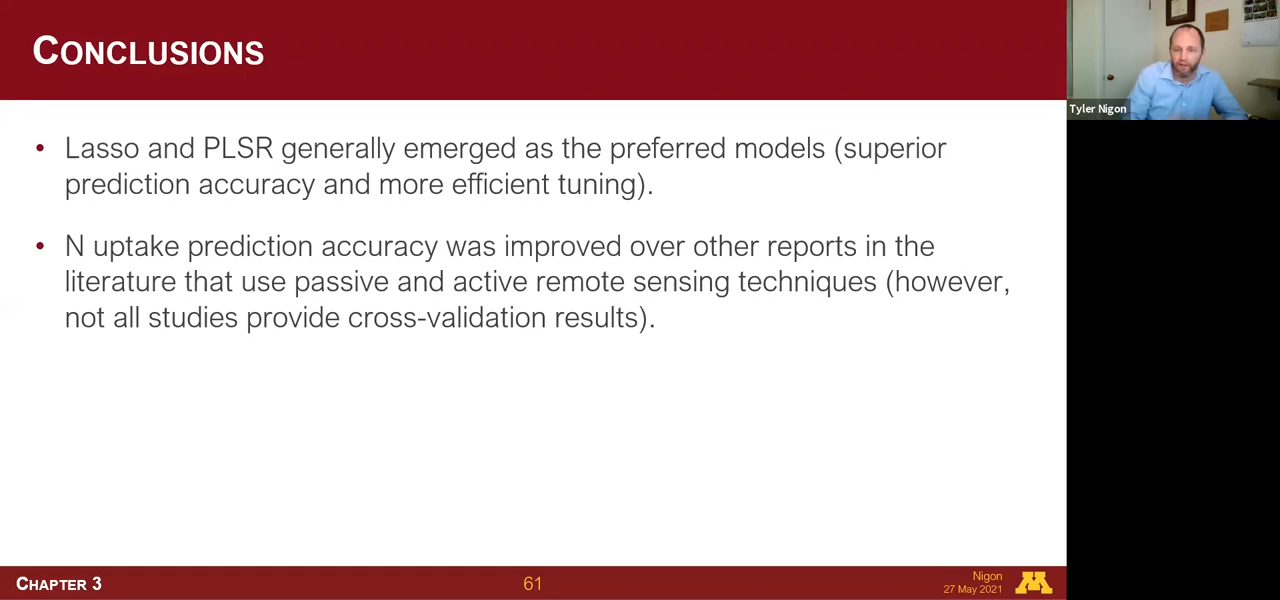 CONCLUSIONS
Tyler Nigon
• Lasso and PLSR generally emerged as the preferred models (superior
prediction accuracy and more efficient tuning).
• N uptake prediction accuracy was improved over other reports in the
literature that use passive and active remote sensing techniques (however,
not all studies provide cross-validation results).
CHAPTER 3
61
Nigon
27 May 2021
M